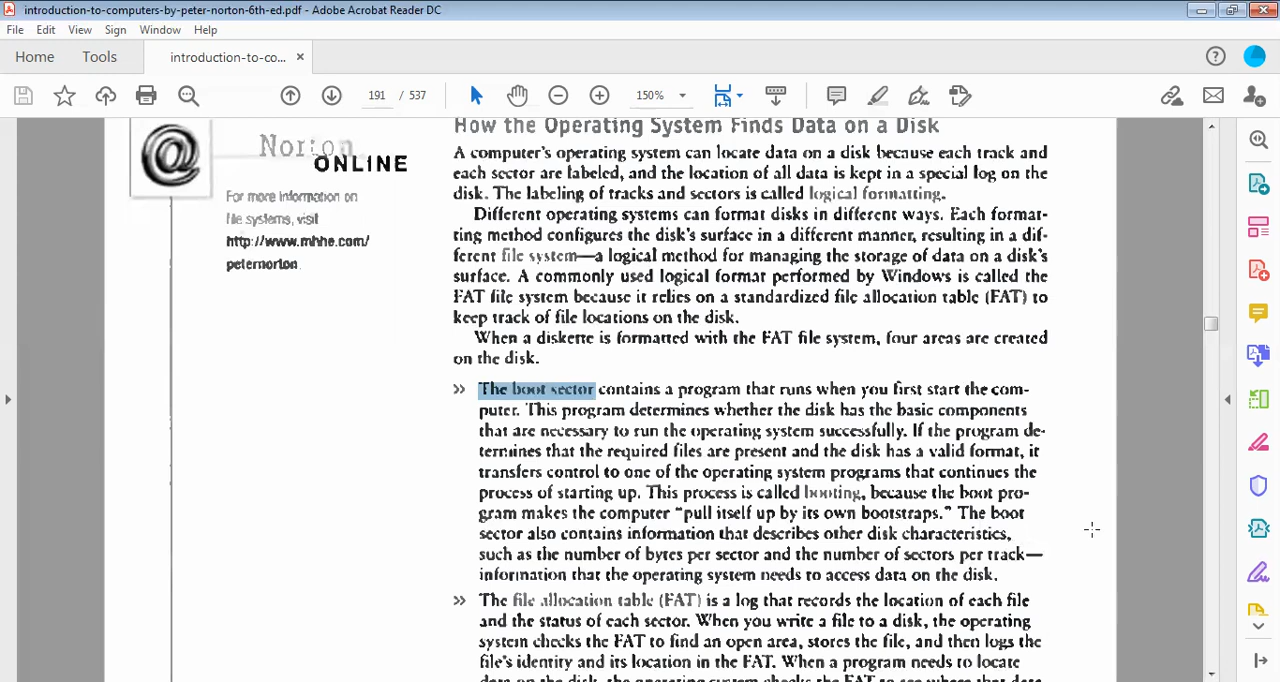 introduction-to-computers-by-peter-norton-6th-ed.pdf - Adobe Acrobat Reader DC
File Edit View Sign Window Help
Home Tools introduction-to-co... ×
191 / 537 150%
Norton
ONLINE
For more information on
file systems, visit
http://www.mhhe.com/
peternorton.
How the Operating System Finds Data on a Disk
A computer's operating system can locate data on a disk because each track and
each sector are labeled, and the location of all data is kept in a special log on the
disk. The labeling of tracks and sectors is called logical formatting.
Different operating systems can format disks in different ways. Each format-
ting method configures the disk's surface in a different manner, resulting in a dif-
ferent file system—a logical method for managing the storage of data on a disk's
surface. A commonly used logical format performed by Windows is called the
FAT file system because it relies on a standardized file allocation table (FAT) to
keep track of file locations on the disk.
When a diskette is formatted with the FAT file system, four areas are created
on the disk.
» The boot sector contains a program that runs when you first start the com-
puter. This program determines whether the disk has the basic components
that are necessary to run the operating system successfully. If the program de-
termines that the required files are present and the disk has a valid format, it
transfers control to one of the operating system programs that continues the
process of starting up. This process is called booting, because the boot pro-
gram makes the computer "pull itself up by its own bootstraps." The boot
sector also contains information that describes other disk characteristics,
such as the number of bytes per sector and the number of sectors per track—
information that the operating system needs to access data on the disk.
» The file allocation table (FAT) is a log that records the location of each file
and the status of each sector. When you write a file to a disk, the operating
system checks the FAT to find an open area, stores the file, and then logs the
file's identity and its location in the FAT. When a program needs to locate
data on the disk, the operating system checks the FAT to see where that data